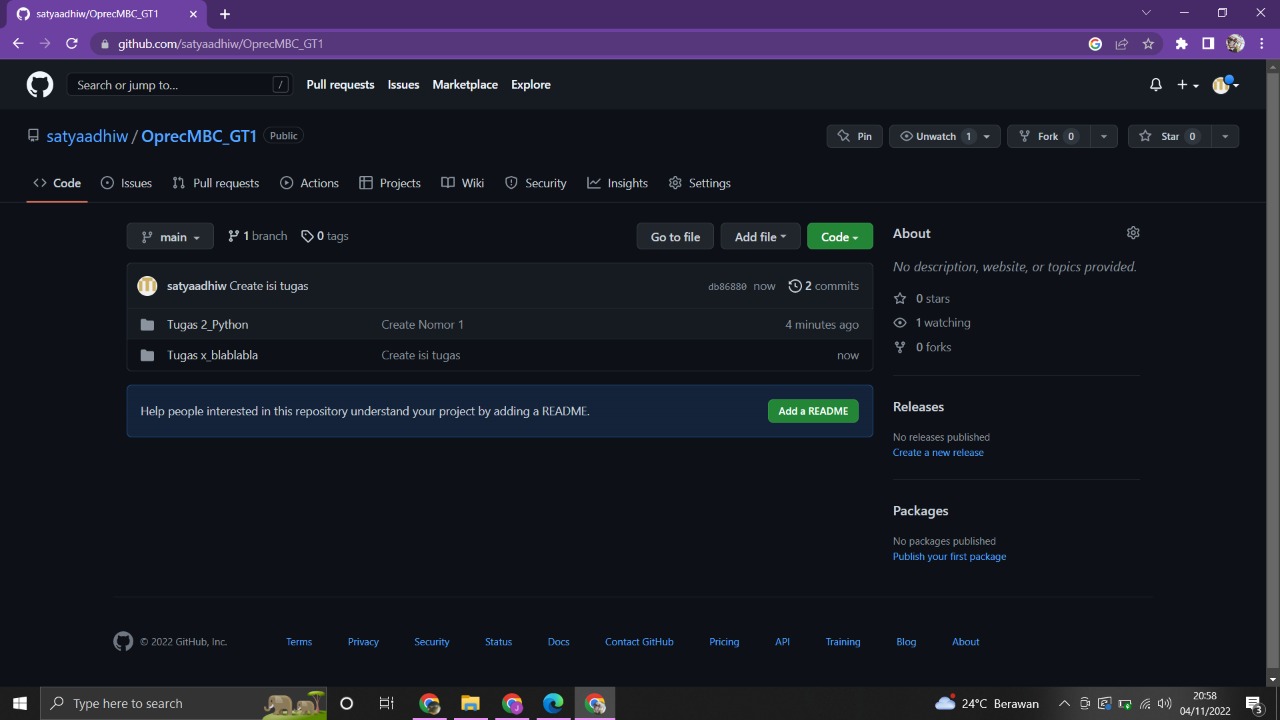 satyaadhiw/OprecMBC_GT1
github.com/satyaadhiw/OprecMBC_GT1
Search or jump to... / Pull requests Issues Marketplace Explore
satyaadhiw / OprecMBC_GT1 Public Pin Unwatch 1 Fork 0 Star 0
Code Issues Pull requests Actions Projects Wiki Security Insights Settings
main 1 branch 0 tags Go to file Add file Code
satyaadhiw Create isi tugas db86880 now 2 commits
Tugas 2_Python Create Nomor 1 4 minutes ago
Tugas x_blablabla Create isi tugas now
Help people interested in this repository understand your project by adding a README. Add a README
About
No description, website, or topics provided.
0 stars
1 watching
0 forks
Releases
No releases published
Create a new release
Packages
No packages published
Publish your first package
© 2022 GitHub, Inc. Terms Privacy Security Status Docs Contact GitHub Pricing API Training Blog About
Type here to search 24°C Berawan 20:58
04/11/2022 3